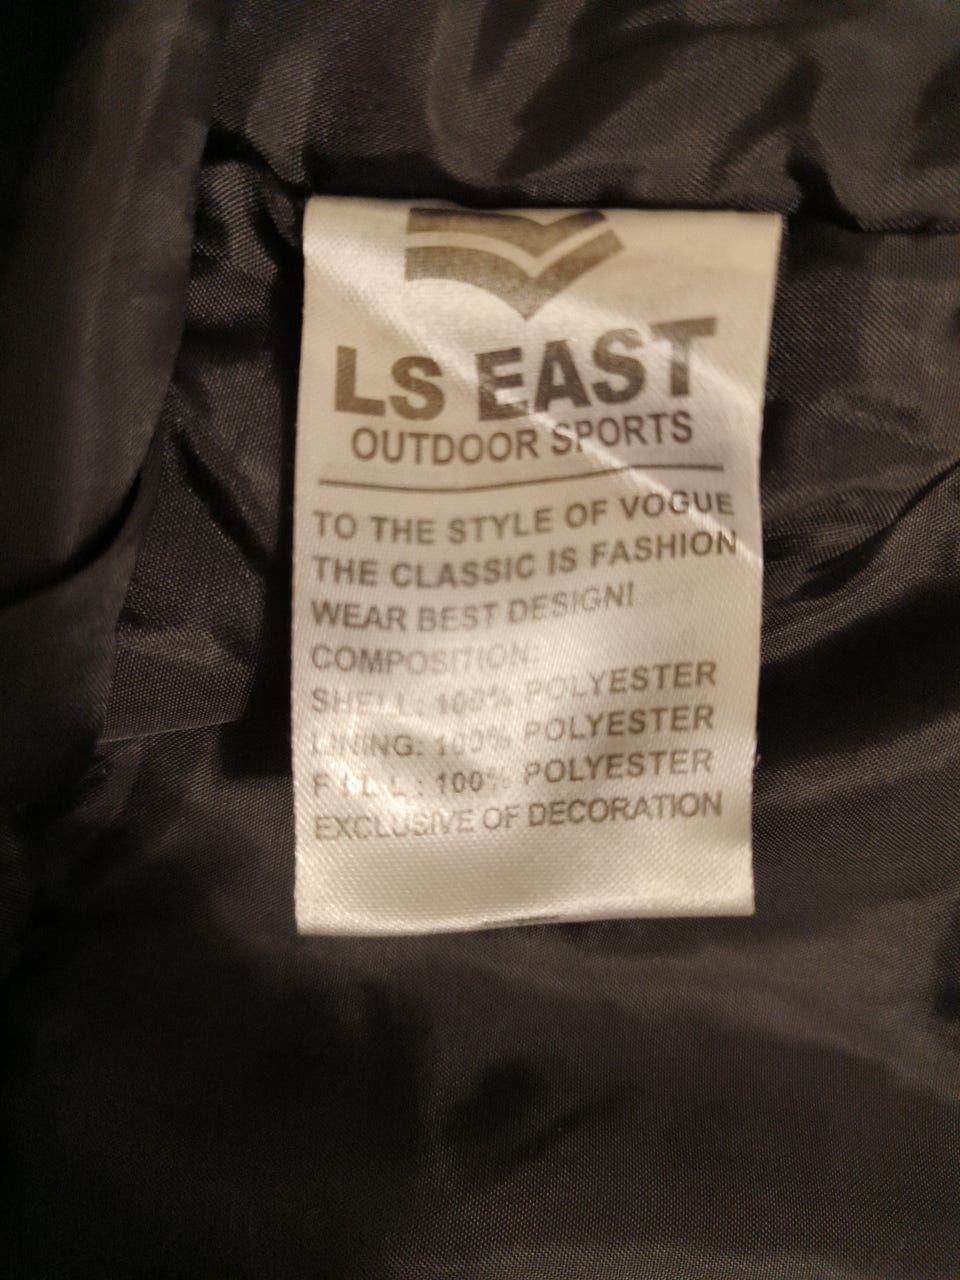 LS EAST
OUTDOOR SPORTS
TO THE STYLE OF VOGUE
THE CLASSIC IS FASHION
WEAR BEST DESIGN!
COMPOSITION:
SHELL: 100% POLYESTER
LINING: 100% POLYESTER
FILL: 100% POLYESTER
EXCLUSIVE OF DECORATION